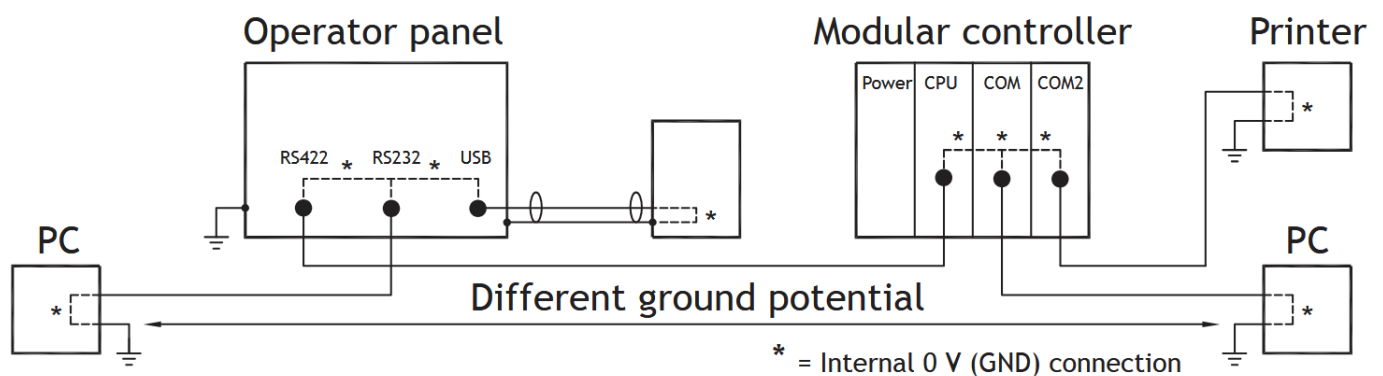 Operator panel
Modular controller
Printer
Power CPU COM COM2
* * *
*
RS422 * RS232 * USB
*
PC
PC
*
Different ground potential
*
* = Internal 0 V (GND) connection